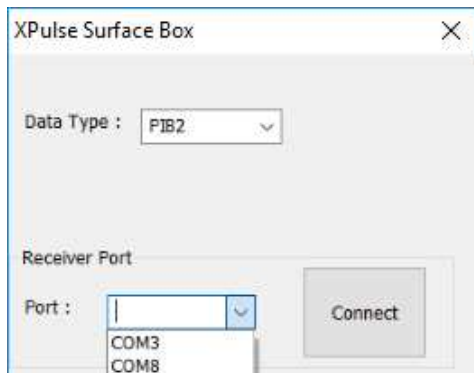 XPulse Surface Box
Data Type : PIB2
Receiver Port
Port :
Connect
COM3
COM8